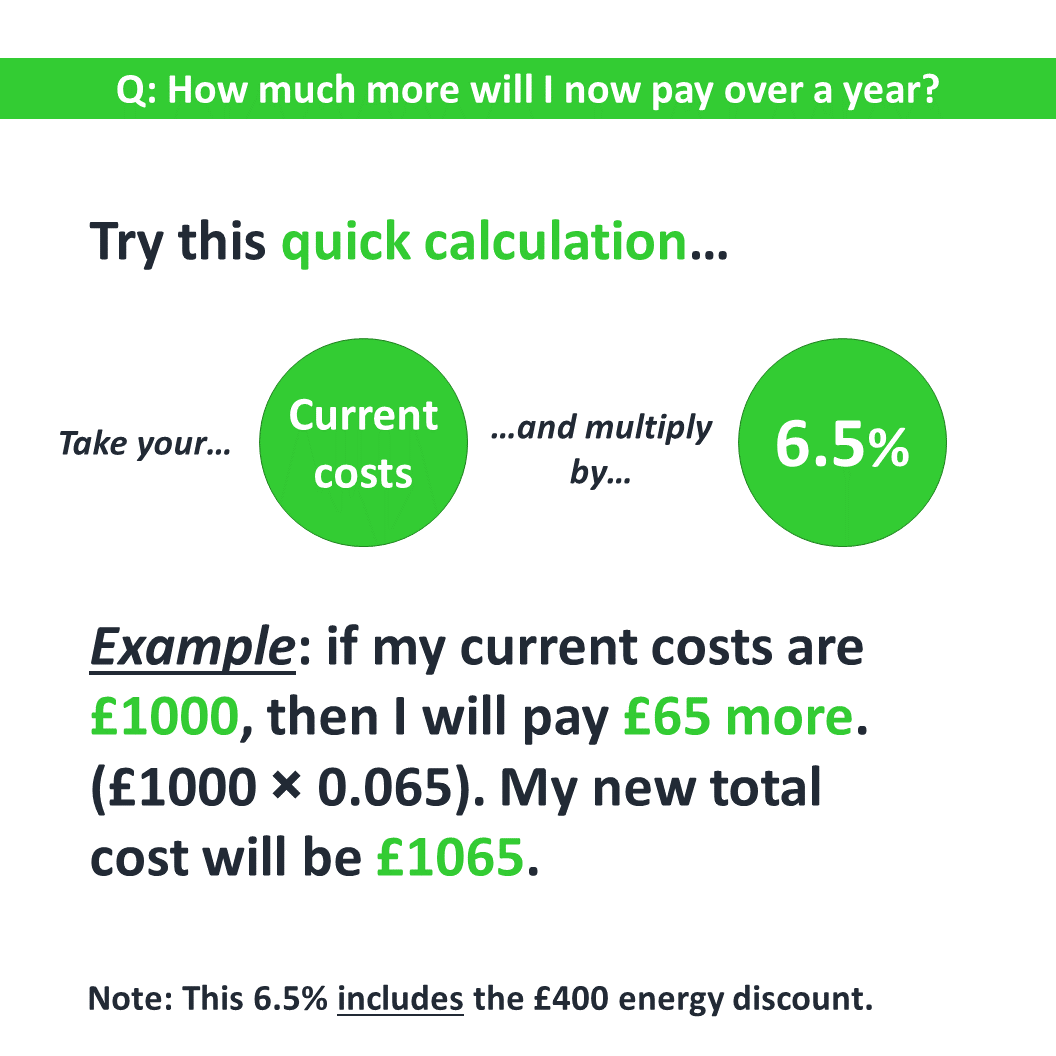 Q: How much more will I now pay over a year?
Try this quick calculation…
Take your…
Current
costs
…and multiply
by…
6.5%
Example: if my current costs are
£1000, then I will pay £65 more.
(£1000 × 0.065). My new total
cost will be £1065.
Note: This 6.5% includes the £400 energy discount.